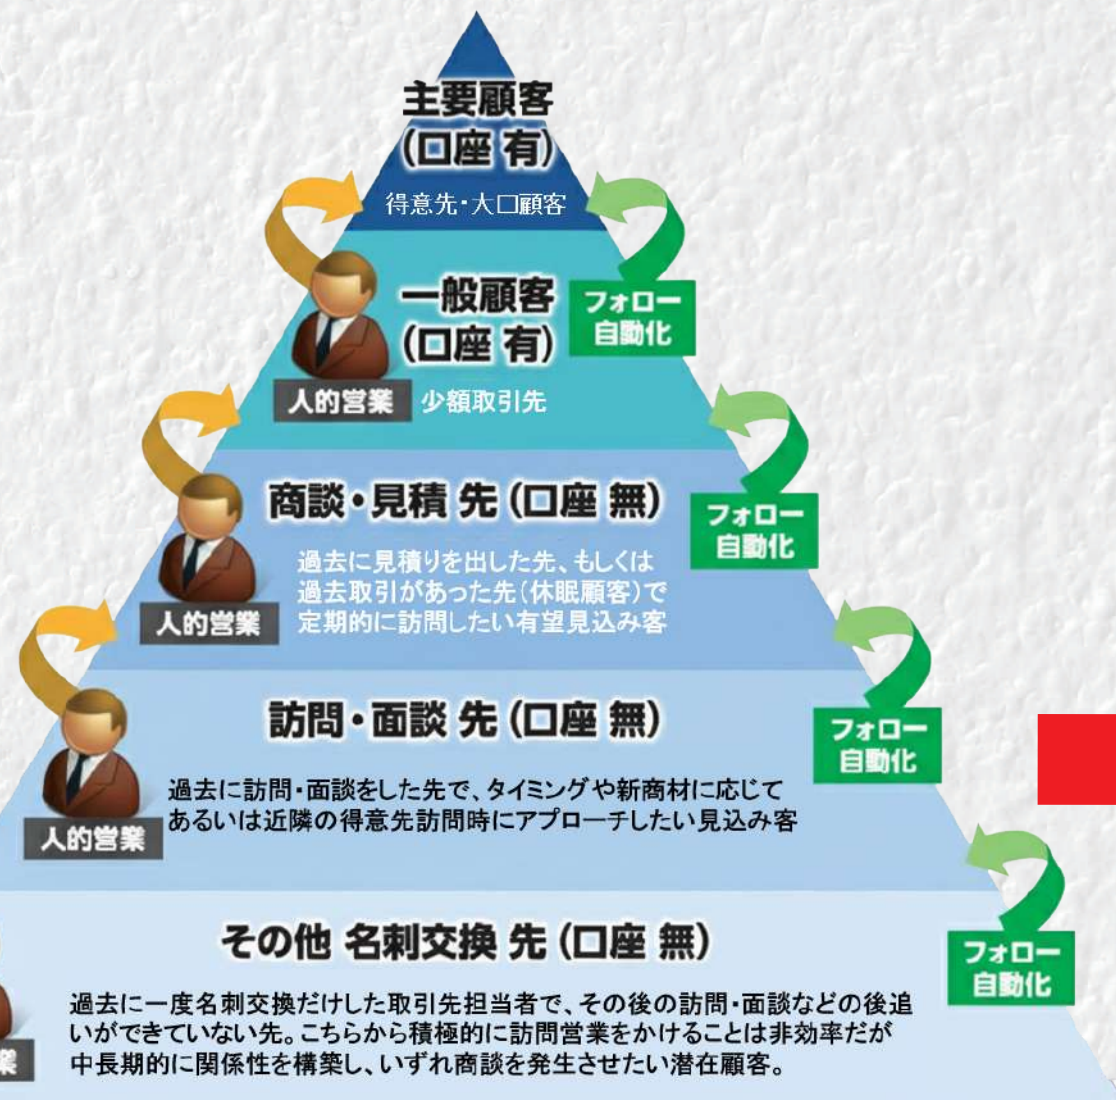 主要顧客
(口座 有)
得意先・大口顧客
一般顧客
(口座 有)
フォロー
自動化
人的営業
少額取引先
商談・見積 先 (口座 無)
フォロー
自動化
過去に見積りを出した先、もしくは
過去取引があった先(休眠顧客)で
定期的に訪問したい有望見込み客
人的営業
訪問・面談 先 (口座 無)
フォロー
自動化
過去に訪問・面談をした先で、タイミングや新商材に応じて
あるいは近隣の得意先訪問時にアプローチしたい見込み客
人的営業
その他 名刺交換 先 (口座 無)
フォロー
自動化
過去に一度名刺交換だけした取引先担当者で、その後の訪問・面談などの後追
いができていない先。こちらから積極的に訪問営業をかけることは非効率だが
中長期的に関係性を構築し、いずれ商談を発生させたい潜在顧客。
業